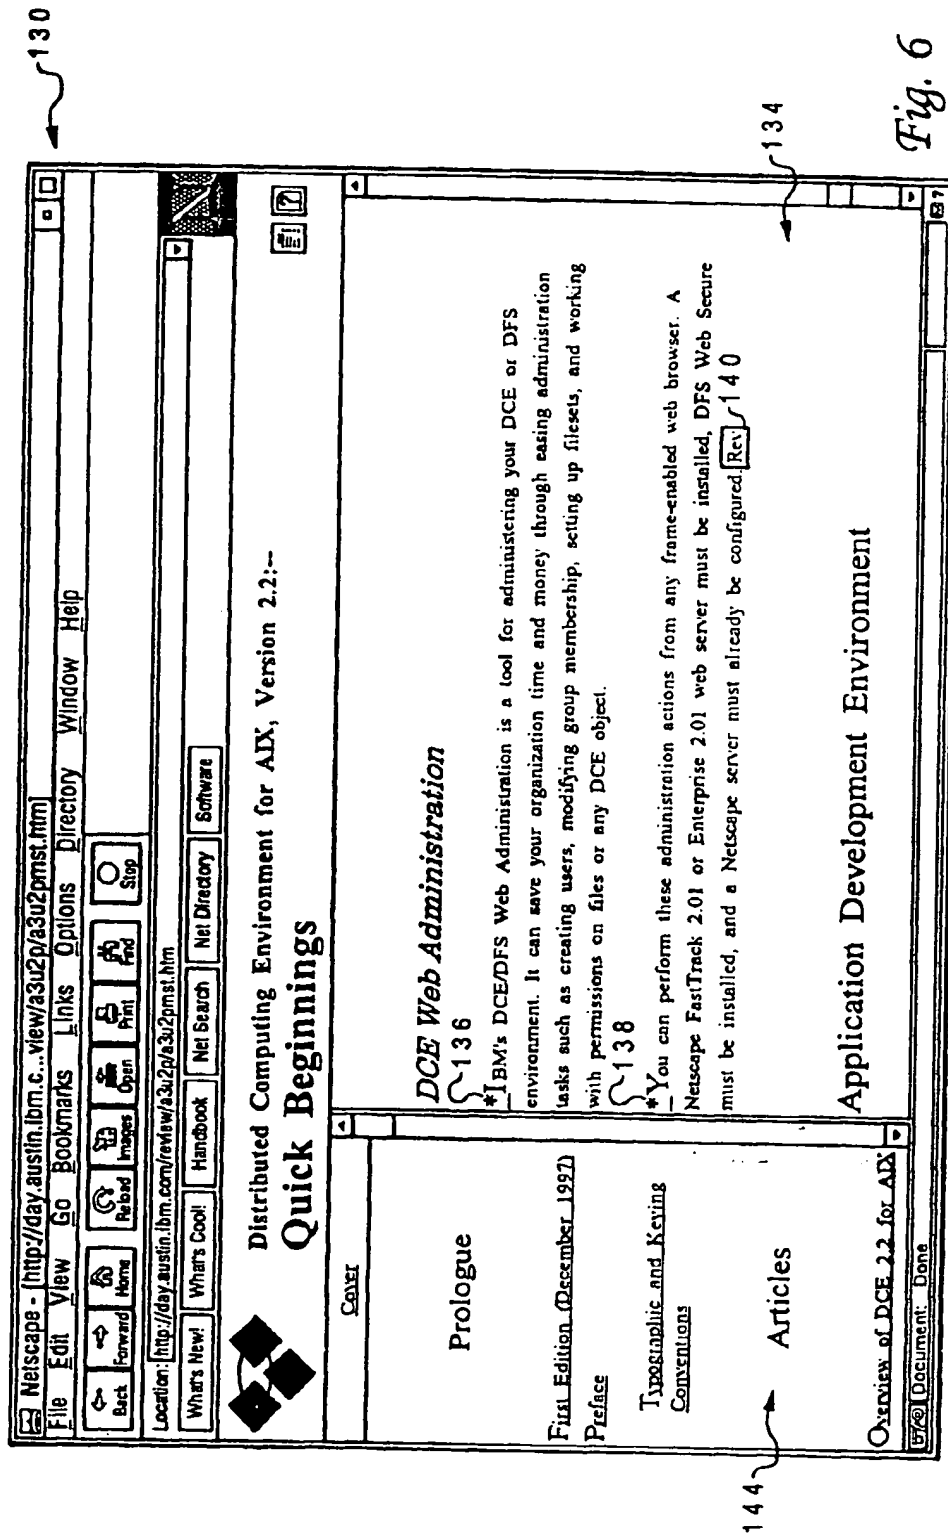 130
Netscape - [http://day.austin.ibm.c...view/a3u2p/a3u2pmst.htm]
File Edit View Go Bookmarks Links Options Directory Window Help
Back Forward Home Reload Images Open Print Find Stop
Location: http://day.austin.ibm.com/review/a3u2p/a3u2pmst.htm
What's New! What's Cool! Handbook Net Search Net Directory Software
Distributed Computing Environment for AIX, Version 2.2:--
Quick Beginnings
Cover
Prologue
First Edition (December 1997)
Preface
Typographic and Keying
Conventions
Articles
Overview of DCE 2.2 for AIX
144
DCE Web Administration
136
*IBM's DCE/DFS Web Administration is a tool for administering your DCE or DFS
environment. It can save your organization time and money through easing administration
tasks such as creating users, modifying group membership, setting up filesets, and working
with permissions on files or any DCE object.
138
*You can perform these administration actions from any frame-enabled web browser. A
Netscape FastTrack 2.01 or Enterprise 2.01 web server must be installed, DFS Web Secure
must be installed, and a Netscape server must already be configured. Rev 140
Application Development Environment
134
Document: Done
?
Fig. 6